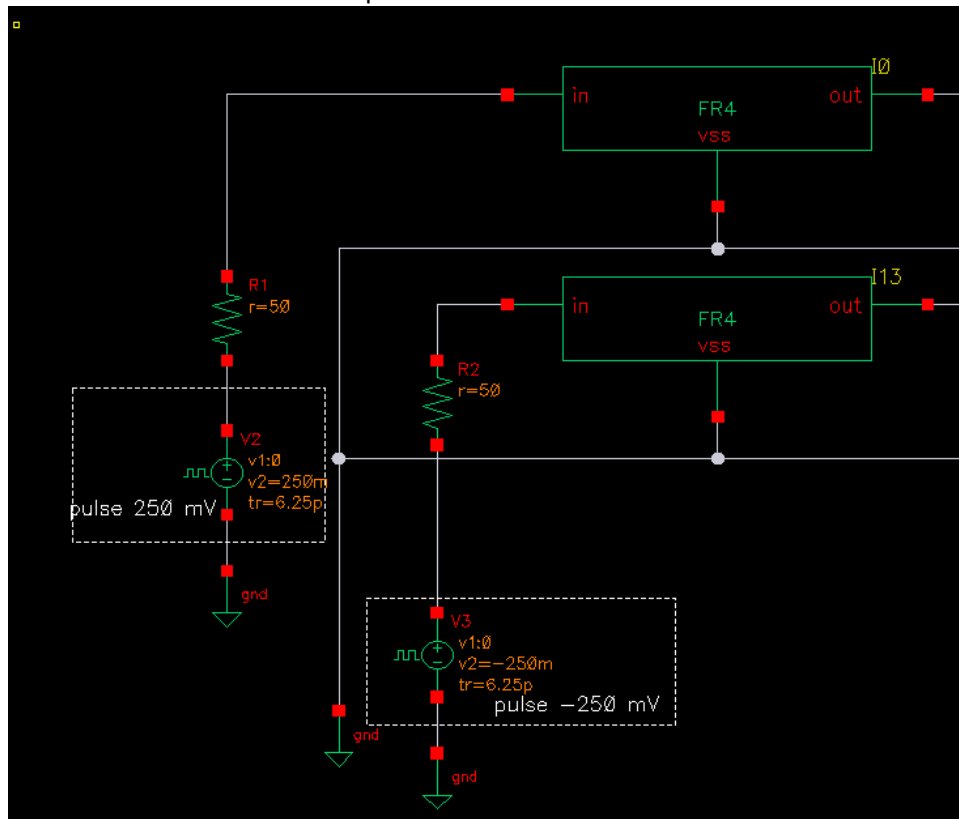 I0
in
out
FR4
vss
R1
r=50
I13
in
out
FR4
vss
R2
r=50
V2
v1:0
v2=250m
tr=6.25p
pulse 250 mV
gnd
V3
v1:0
v2=-250m
tr=6.25p
pulse -250 mV
gnd
gnd